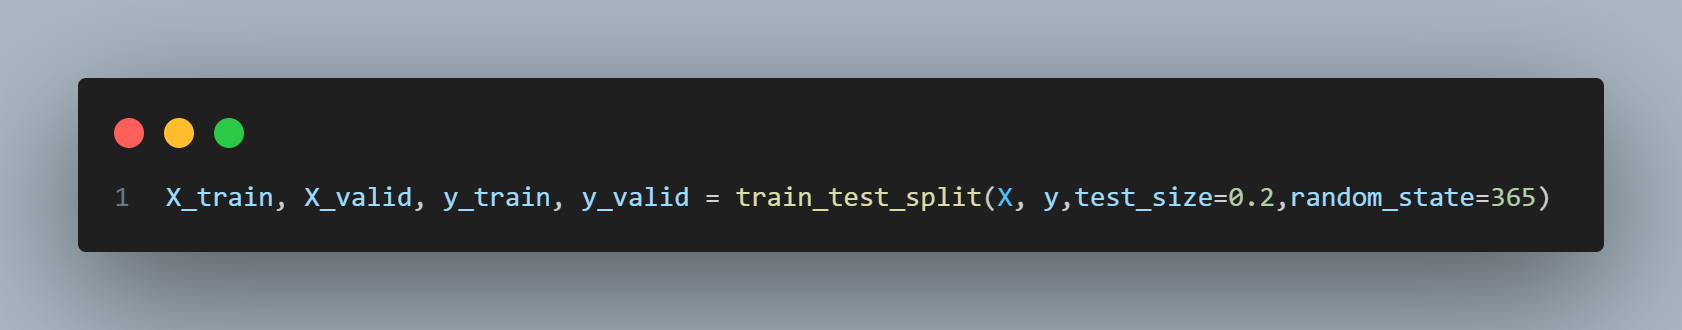 1 X_train, X_valid, y_train, y_valid = train_test_split(X, y,test_size=0.2,random_state=365)